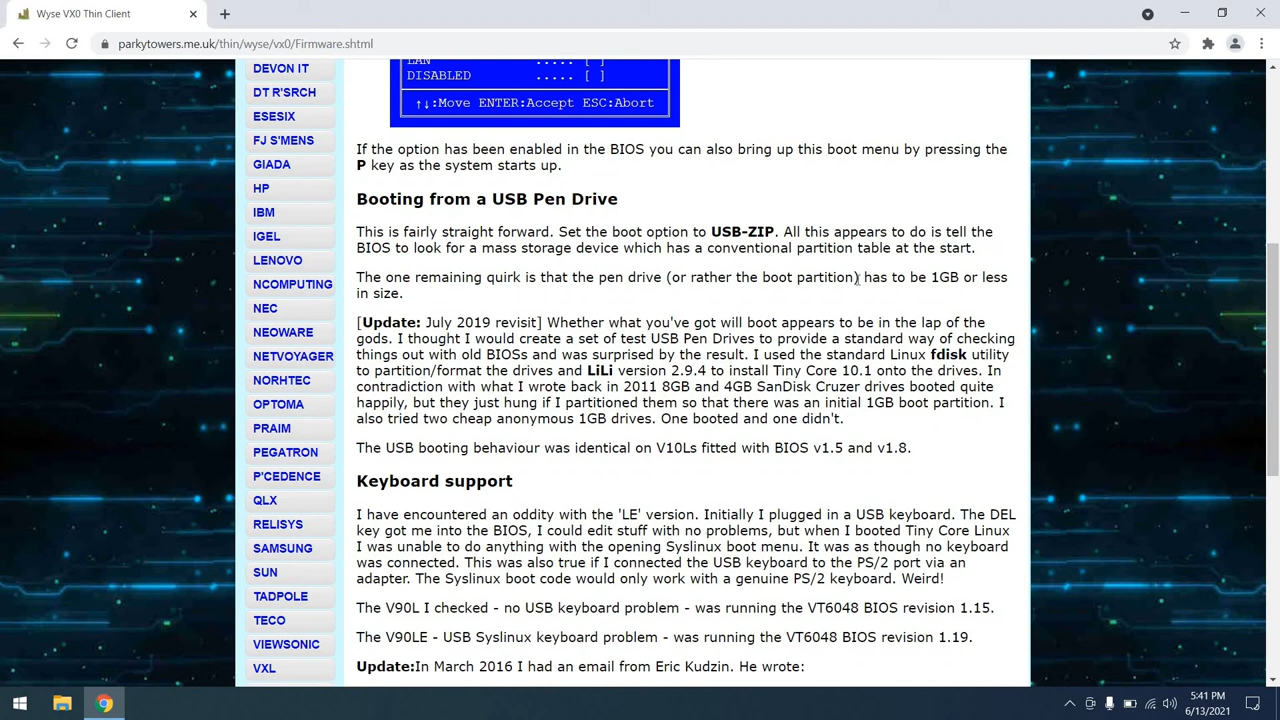 Wyse VX0 Thin Client
parkytowers.me.uk/thin/wyse/vx0/Firmware.shtml
DEVON IT
DT R'SRCH
ESESIX
FJ S'MENS
GIADA
HP
IBM
IGEL
LENOVO
NCOMPUTING
NEC
NEOWARE
NETVOYAGER
NORHTEC
OPTOMA
PRAIM
PEGATRON
P'CEDENCE
QLX
RELISYS
SAMSUNG
SUN
TADPOLE
TECO
VIEWSONIC
VXL
LAN ..... [ ]
DISABLED ..... [ ]
↑↓:Move ENTER:Accept ESC:Abort
If the option has been enabled in the BIOS you can also bring up this boot menu by pressing the
P key as the system starts up.
Booting from a USB Pen Drive
This is fairly straight forward. Set the boot option to USB-ZIP. All this appears to do is tell the
BIOS to look for a mass storage device which has a conventional partition table at the start.
The one remaining quirk is that the pen drive (or rather the boot partition) has to be 1GB or less
in size.
[Update: July 2019 revisit] Whether what you've got will boot appears to be in the lap of the
gods. I thought I would create a set of test USB Pen Drives to provide a standard way of checking
things out with old BIOSs and was surprised by the result. I used the standard Linux fdisk utility
to partition/format the drives and LiLi version 2.9.4 to install Tiny Core 10.1 onto the drives. In
contradiction with what I wrote back in 2011 8GB and 4GB SanDisk Cruzer drives booted quite
happily, but they just hung if I partitioned them so that there was an initial 1GB boot partition. I
also tried two cheap anonymous 1GB drives. One booted and one didn't.
The USB booting behaviour was identical on V10Ls fitted with BIOS v1.5 and v1.8.
Keyboard support
I have encountered an oddity with the 'LE' version. Initially I plugged in a USB keyboard. The DEL
key got me into the BIOS, I could edit stuff with no problems, but when I booted Tiny Core Linux
I was unable to do anything with the opening Syslinux boot menu. It was as though no keyboard
was connected. This was also true if I connected the USB keyboard to the PS/2 port via an
adapter. The Syslinux boot code would only work with a genuine PS/2 keyboard. Weird!
The V90L I checked - no USB keyboard problem - was running the VT6048 BIOS revision 1.15.
The V90LE - USB Syslinux keyboard problem - was running the VT6048 BIOS revision 1.19.
Update:In March 2016 I had an email from Eric Kudzin. He wrote:
5:41 PM
6/13/2021